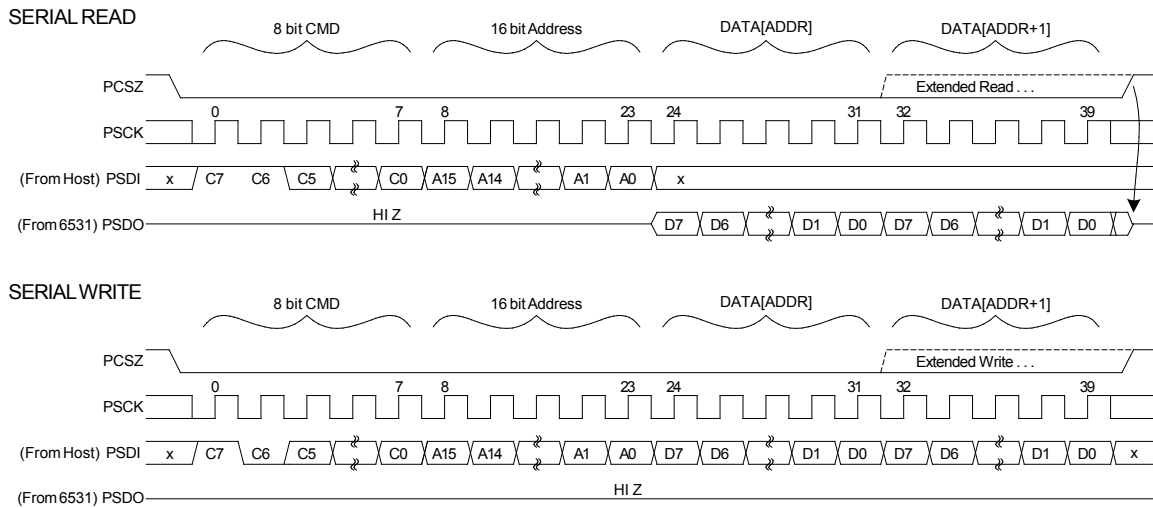 SERIAL READ
8 bit CMD 16 bit Address DATA[ADDR] DATA[ADDR+1]
PCSZ Extended Read . . .
0 7 8 23 24 31 32 39
PSCK
(From Host) PSDI x C7 C6 C5 C0 A15 A14 A1 A0 x
HI Z
(From 6531) PSDO D7 D6 D1 D0 D7 D6 D1 D0
SERIAL WRITE
8 bit CMD 16 bit Address DATA[ADDR] DATA[ADDR+1]
PCSZ Extended Write . . .
0 7 8 23 24 31 32 39
PSCK
(From Host) PSDI x C7 C6 C5 C0 A15 A14 A1 A0 D7 D6 D1 D0 D7 D6 D1 D0 x
HI Z
(From 6531) PSDO